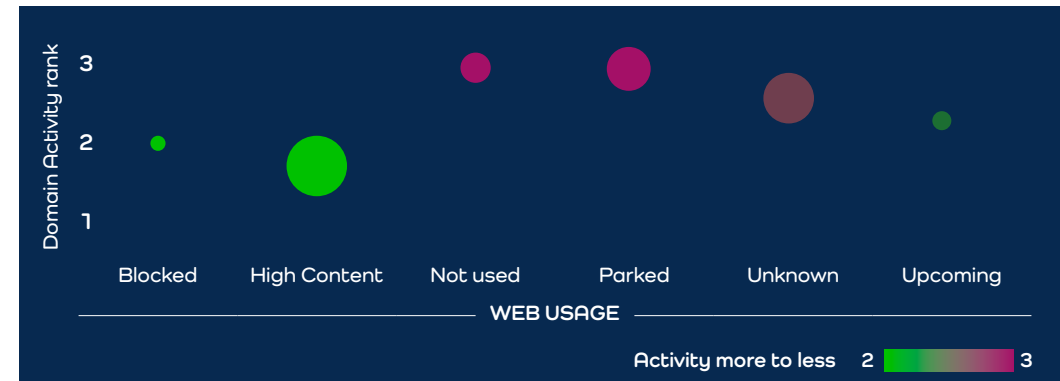 Domain Activity rank
3
2
1
Blocked High Content Not used Parked Unknown Upcoming
WEB USAGE
Activity more to less 2 3